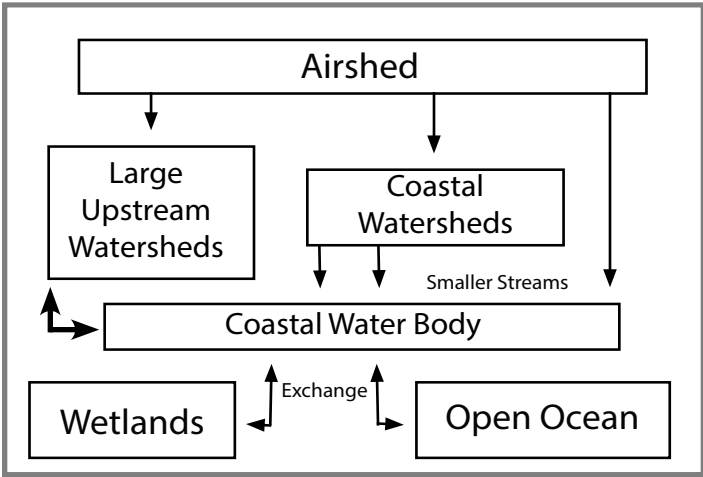 Airshed
Large
Upstream
Watersheds
Coastal
Watersheds
Smaller Streams
Coastal Water Body
Exchange
Wetlands
Open Ocean